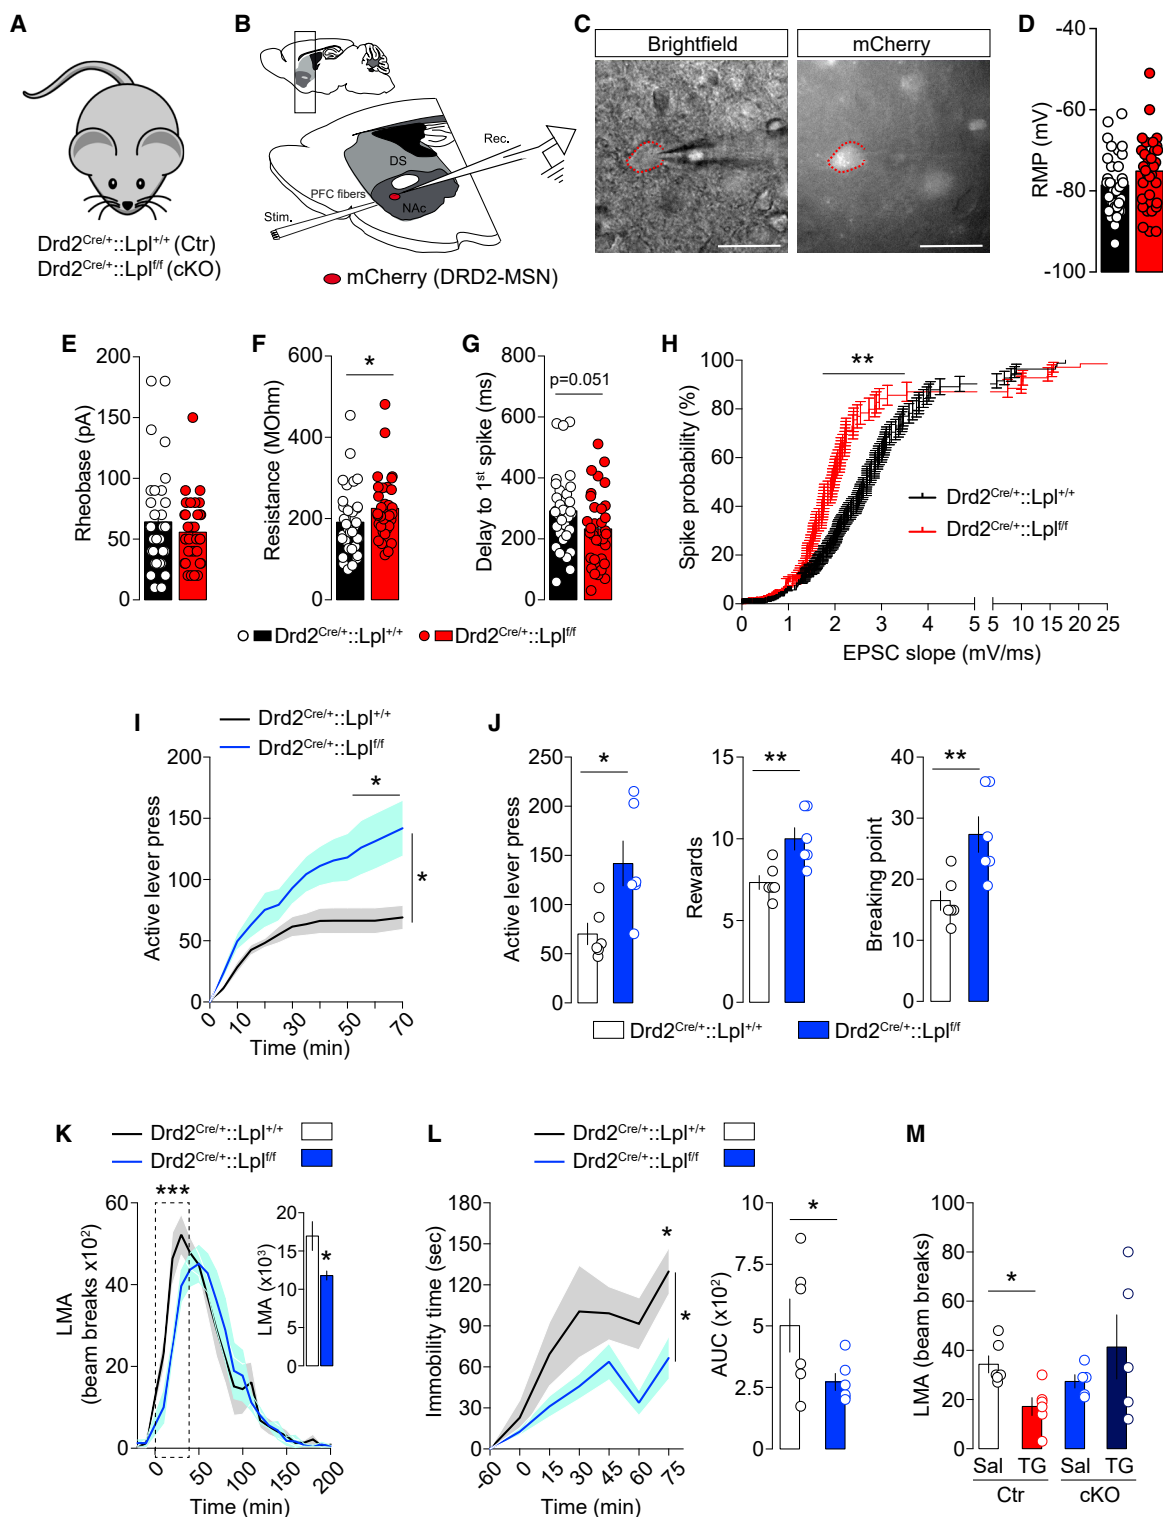 A
Drd2Cre/+::Lpl+/+ (Ctr)
Drd2Cre/+::Lplf/f (cKO)
B
DS
Rec.
PFC fibers
NAc
Stim.
mCherry (DRD2-MSN)
C
Brightfield
mCherry
D
RMP (mV)
-40
-60
-80
-100
E
Rheobase (pA)
200
150
100
50
0
F
Resistance (MOhm)
600
400
200
0
*
G
Delay to 1st spike (ms)
800
600
400
200
0
p=0.051
Drd2Cre/+::Lpl+/+
Drd2Cre/+::Lplf/f
H
Spike probability (%)
100
80
60
40
20
0
**
Drd2Cre/+::Lpl+/+
Drd2Cre/+::Lplf/f
0 1 2 3 4 5 5 10 15 20 25
EPSC slope (mV/ms)
I
Drd2Cre/+::Lpl+/+
Drd2Cre/+::Lplf/f
Active lever press
200
150
100
50
0
*
*
0 10 30 50 70
Time (min)
J
Active lever press
250
200
150
100
50
0
*
Rewards
15
10
5
0
**
Breaking point
40
30
20
10
0
**
Drd2Cre/+::Lpl+/+
Drd2Cre/+::Lplf/f
K
Drd2Cre/+::Lpl+/+
Drd2Cre/+::Lplf/f
LMA
(beam breaks x102)
60
40
20
0
***
LMA (x103)
20
15
10
5
0
*
0 50 100 150 200
Time (min)
L
Drd2Cre/+::Lpl+/+
Drd2Cre/+::Lplf/f
Immobility time (sec)
180
150
120
90
60
30
0
*
*
-60 0 15 30 45 60 75
Time (min)
AUC (x102)
10
7.5
5
2.5
0
*
M
LMA (beam breaks)
100
80
60
40
20
0
*
Sal TG Sal TG
Ctr cKO